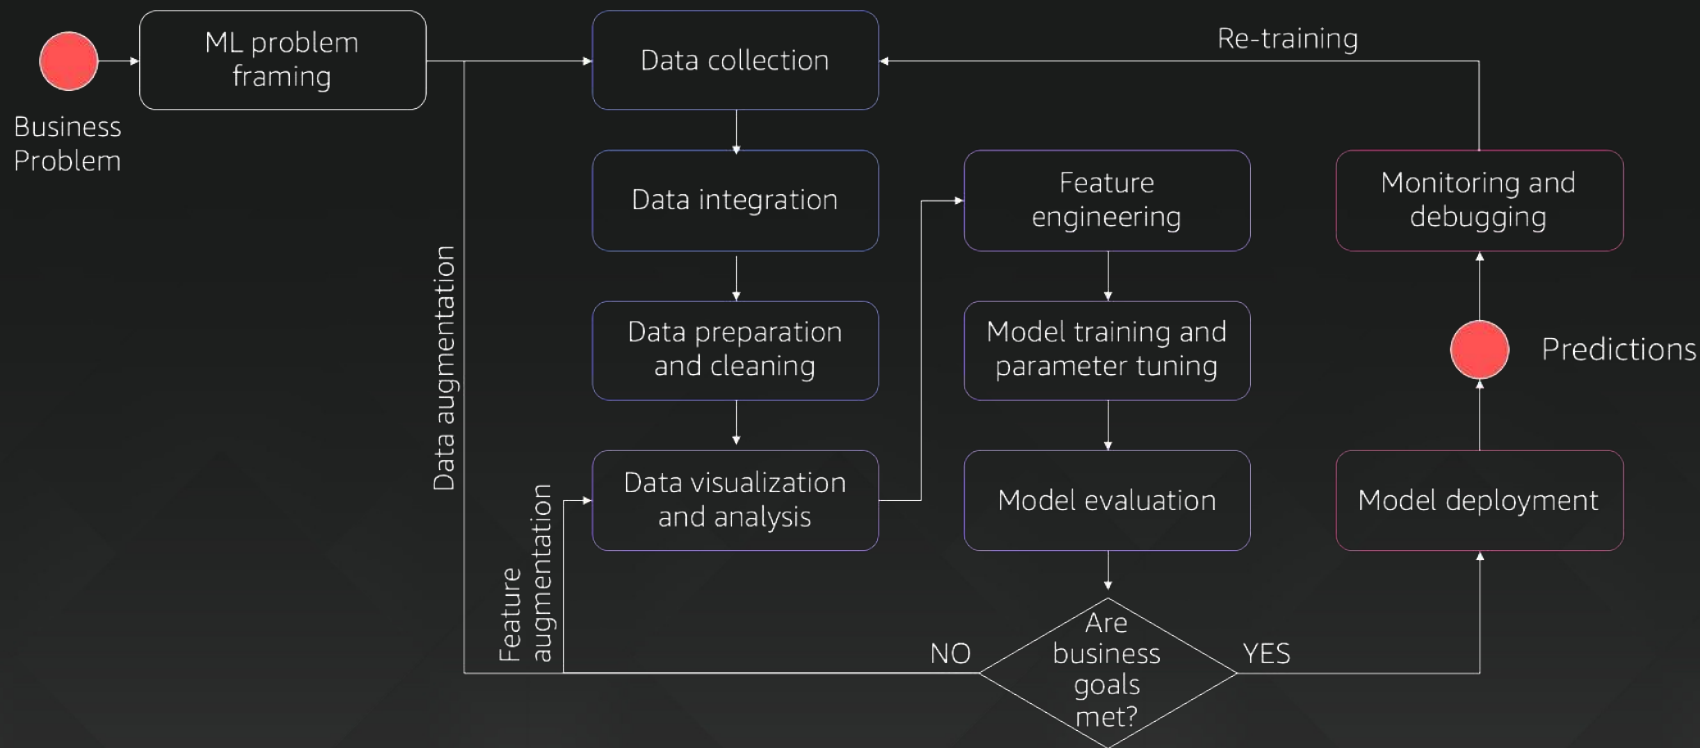 ML problem
framing
Business
Problem
Data collection
Re-training
Data integration
Feature
engineering
Monitoring and
debugging
Data augmentation
Data preparation
and cleaning
Model training and
parameter tuning
Predictions
Feature
augmentation
Data visualization
and analysis
Model evaluation
Model deployment
NO
Are
business
goals
met?
YES